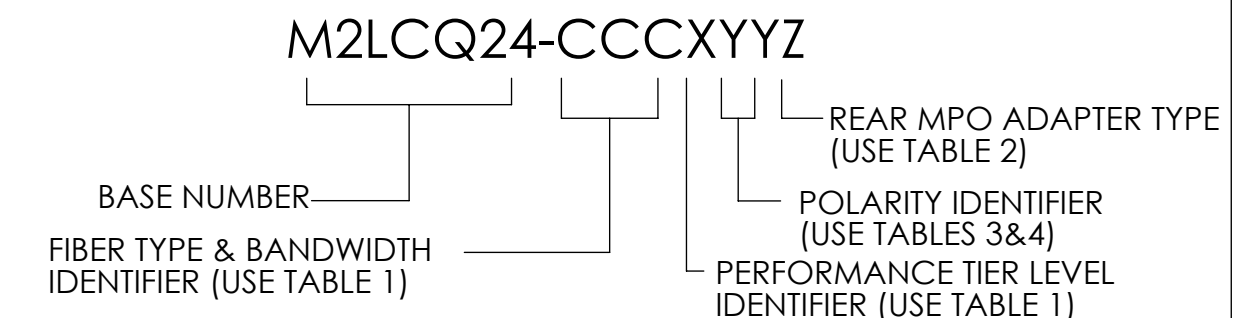 M2LCQ24-CCCXYYZ
REAR MPO ADAPTER TYPE
(USE TABLE 2)
BASE NUMBER
POLARITY IDENTIFIER
(USE TABLES 3&4)
FIBER TYPE & BANDWIDTH
IDENTIFIER (USE TABLE 1)
PERFORMANCE TIER LEVEL
IDENTIFIER (USE TABLE 1)